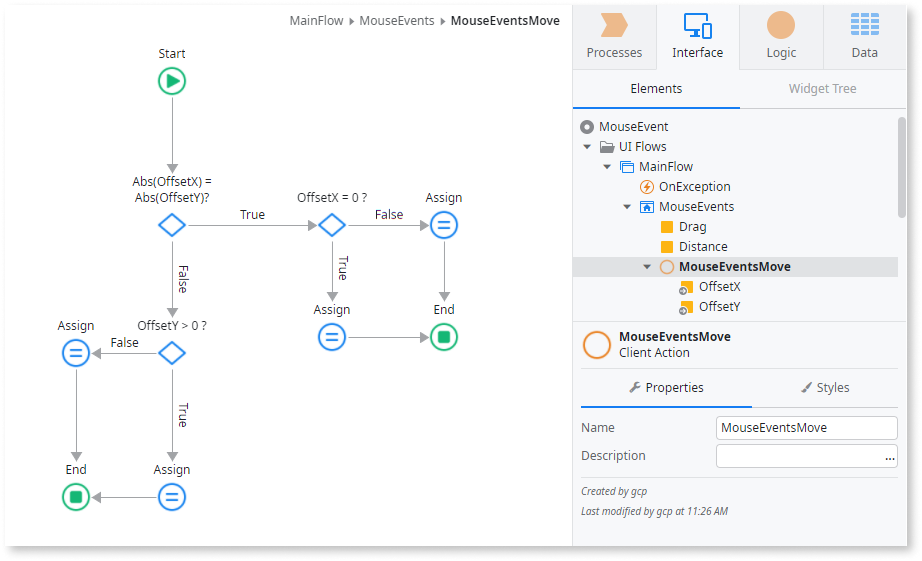 MainFlow ▸ MouseEvents ▸ MouseEventsMove
Start
Abs(OffsetX) =
Abs(OffsetY)?
True
OffsetX = 0 ?
False
Assign
False
True
Assign
End
Assign
False
OffsetY > 0 ?
True
End
Assign
Processes
Interface
Logic
Data
Elements
Widget Tree
MouseEvent
UI Flows
MainFlow
OnException
MouseEvents
Drag
Distance
MouseEventsMove
OffsetX
OffsetY
MouseEventsMove
Client Action
Properties
Styles
Name
MouseEventsMove
Description
...
Created by gcp
Last modified by gcp at 11:26 AM